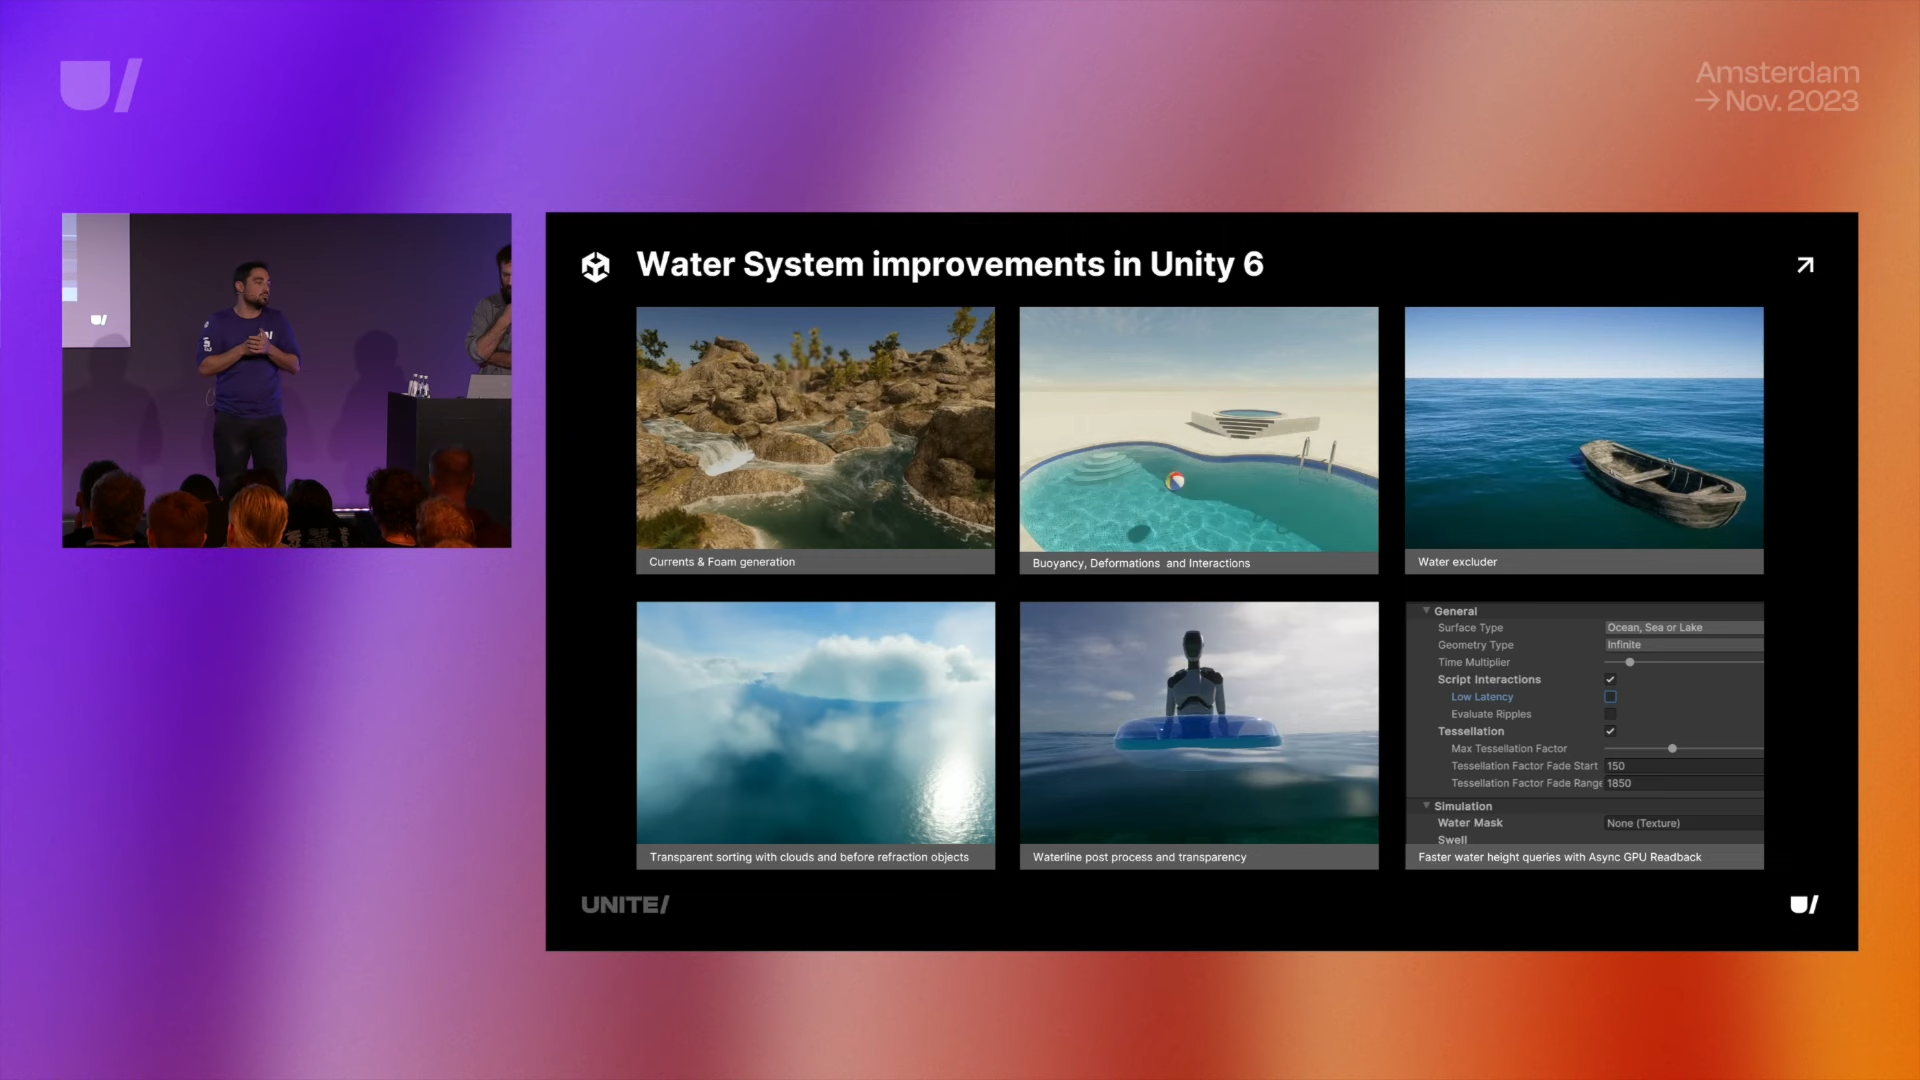 Amsterdam
→ Nov. 2023
Water System improvements in Unity 6
Currents & Foam generation
Buoyancy, Deformations and Interactions
Water excluder
Transparent sorting with clouds and before refraction objects
Waterline post process and transparency
General
Surface Type Ocean, Sea or Lake
Geometry Type Infinite
Time Multiplier
Script Interactions
Low Latency
Evaluate Ripples
Tessellation
Max Tessellation Factor
Tessellation Factor Fade Start 150
Tessellation Factor Fade Range 1850
Simulation
Water Mask None (Texture)
Swell
Faster water height queries with Async GPU Readback
UNITE/
U/